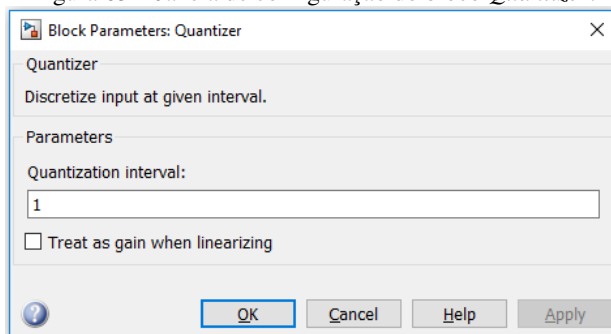 Block Parameters: Quantizer
Quantizer
Discretize input at given interval.
Parameters
Quantization interval:
1
Treat as gain when linearizing
OK Cancel Help Apply